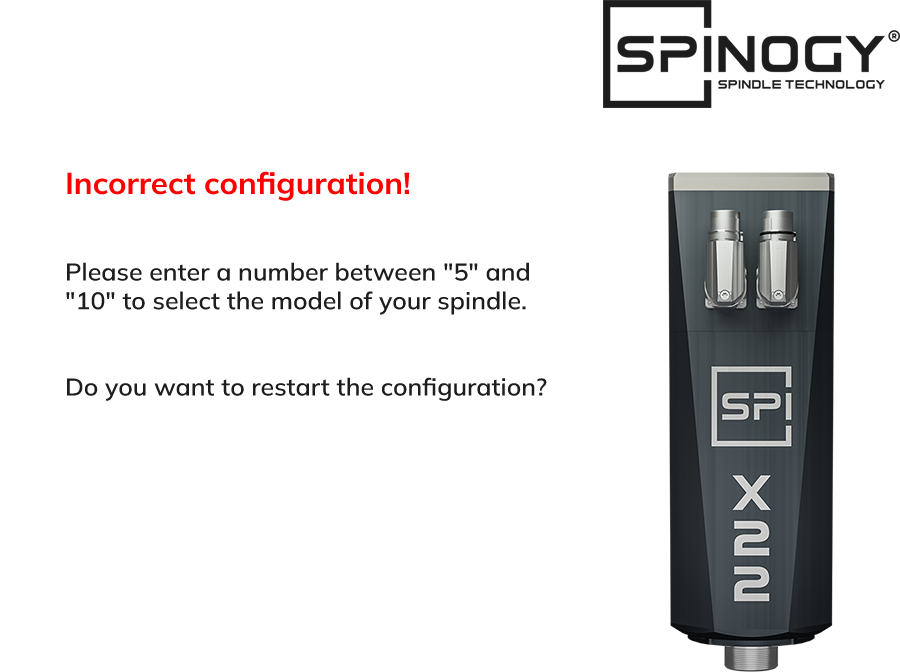 SPINOGY®
SPINDLE TECHNOLOGY
Incorrect configuration!
Please enter a number between "5" and
"10" to select the model of your spindle.
Do you want to restart the configuration?
SPI
X22